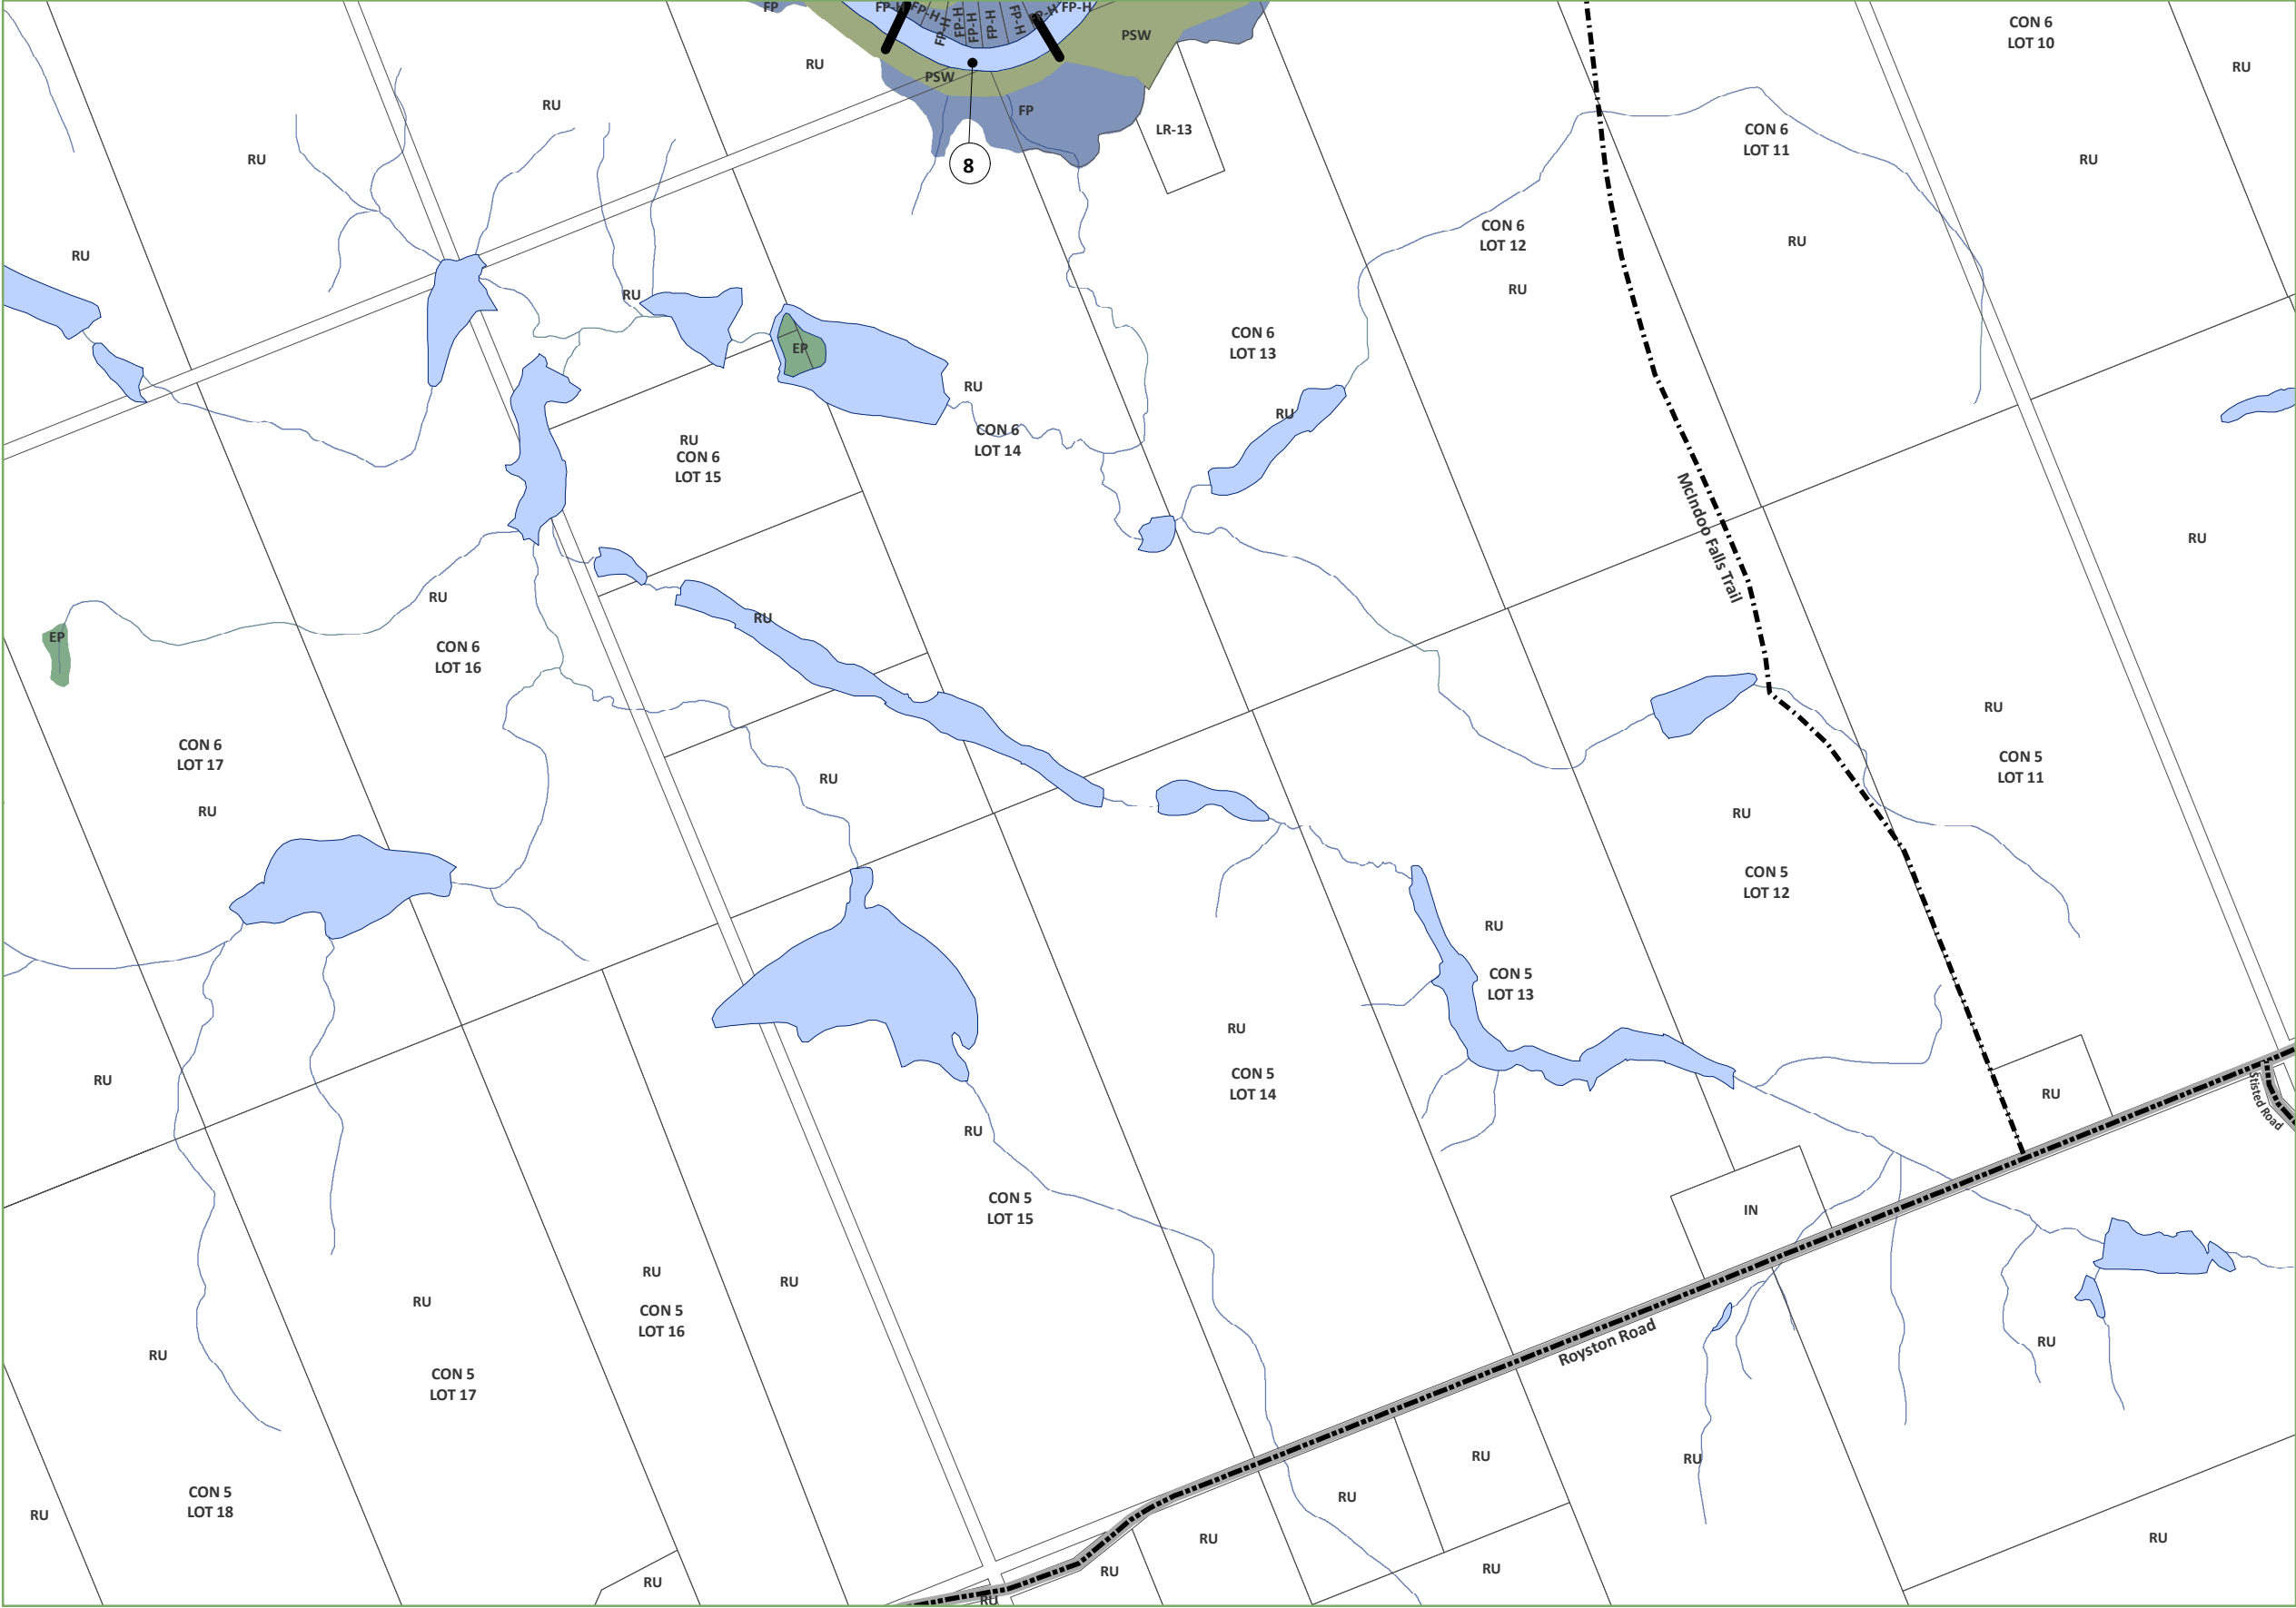 FP
FP-H
FP-H
FP-H
FP-H
FP-H
FP-H
FP-H
FP-H
FP-H
PSW
CON 6
LOT 10
RU
RU
PSW
RU
FP
LR-13
CON 6
LOT 11
RU
RU
8
RU
CON 6
LOT 12
RU
RU
RU
RU
EP
CON 6
LOT 13
RU
RU
CON 6
LOT 14
RU
CON 6
LOT 15
McIndoo Falls Trail
RU
RU
RU
EP
CON 6
LOT 16
RU
CON 5
LOT 11
CON 6
LOT 17
RU
RU
RU
CON 5
LOT 12
RU
CON 5
LOT 13
RU
CON 5
LOT 14
RU
RU
Stisted Road
RU
CON 5
LOT 15
IN
RU
CON 5
LOT 16
RU
RU
Royston Road
RU
RU
CON 5
LOT 17
RU
RU
CON 5
LOT 18
RU
RU
RU
RU
RU
RU
RU
RU